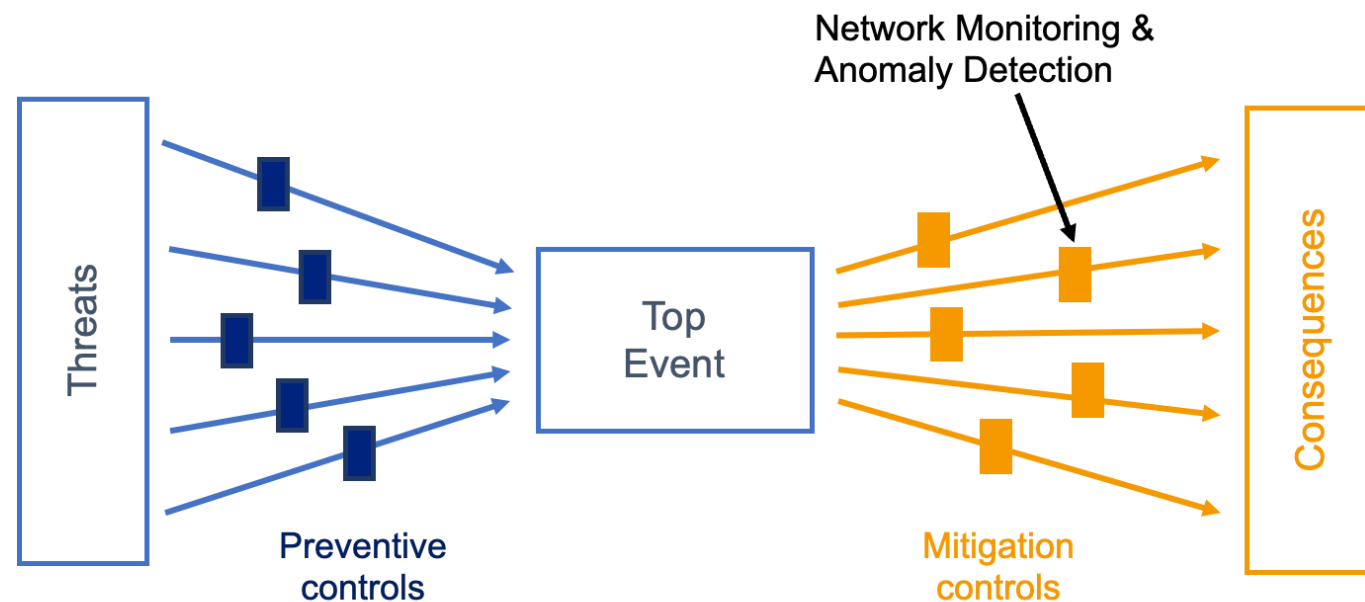 Network Monitoring &
Anomaly Detection
Threats
Top
Event
Consequences
Preventive
controls
Mitigation
controls